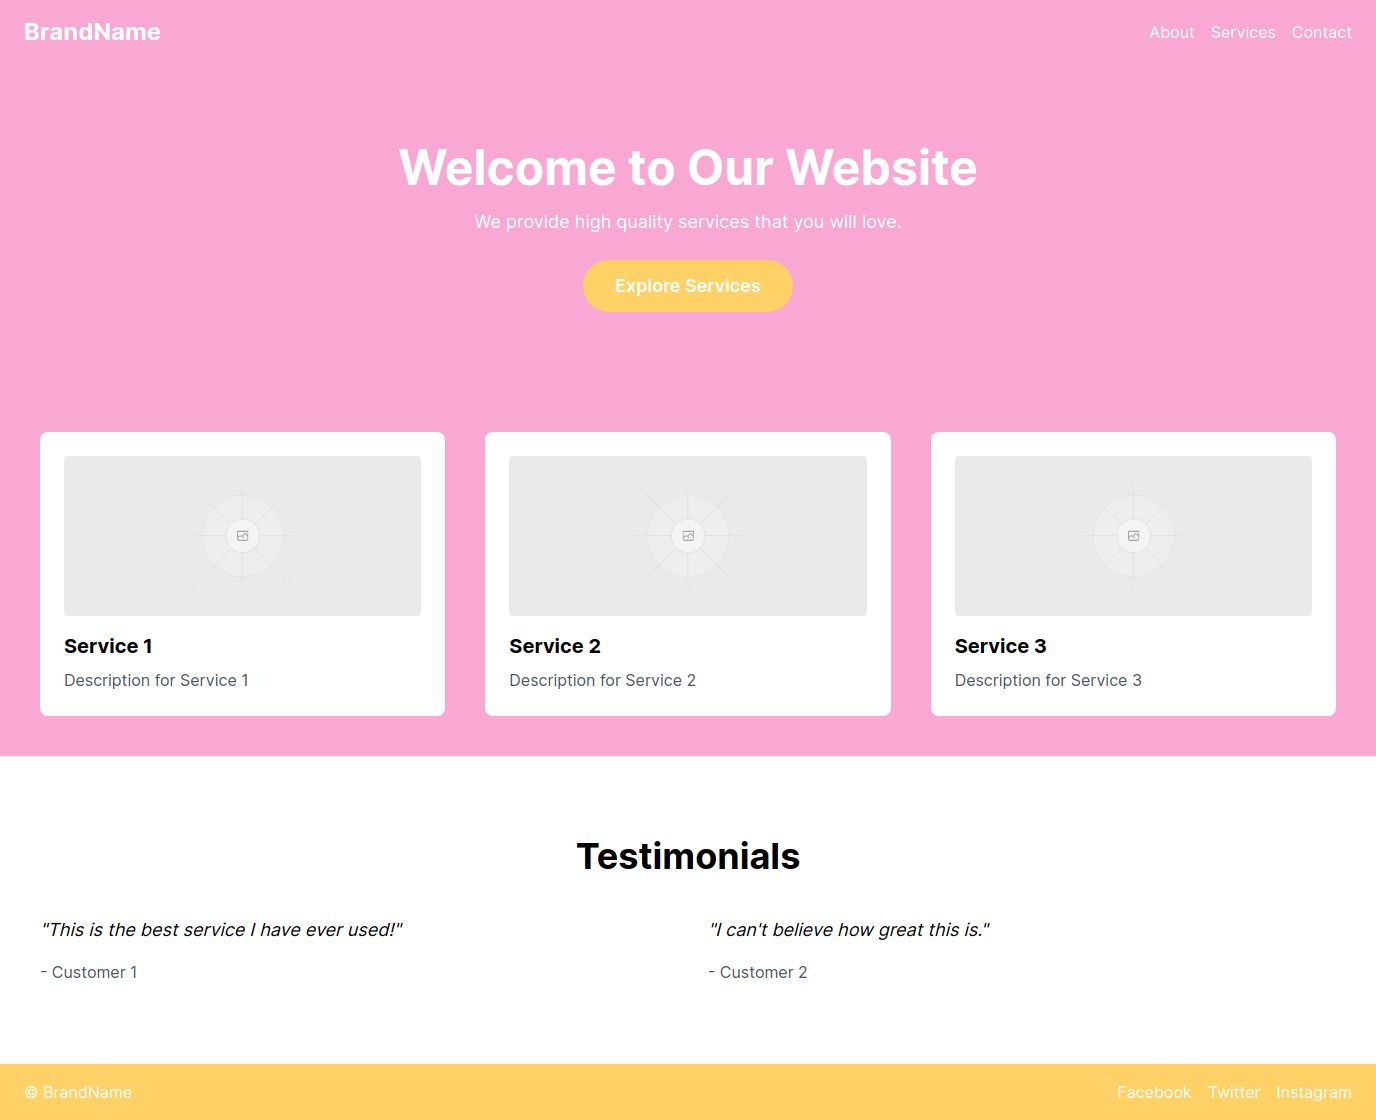 BrandName
About Services Contact
Welcome to Our Website
We provide high quality services that you will love.
Explore Services
Service 1
Description for Service 1
Service 2
Description for Service 2
Service 3
Description for Service 3
Testimonials
"This is the best service I have ever used!"
- Customer 1
"I can't believe how great this is."
- Customer 2
© BrandName
Facebook Twitter Instagram